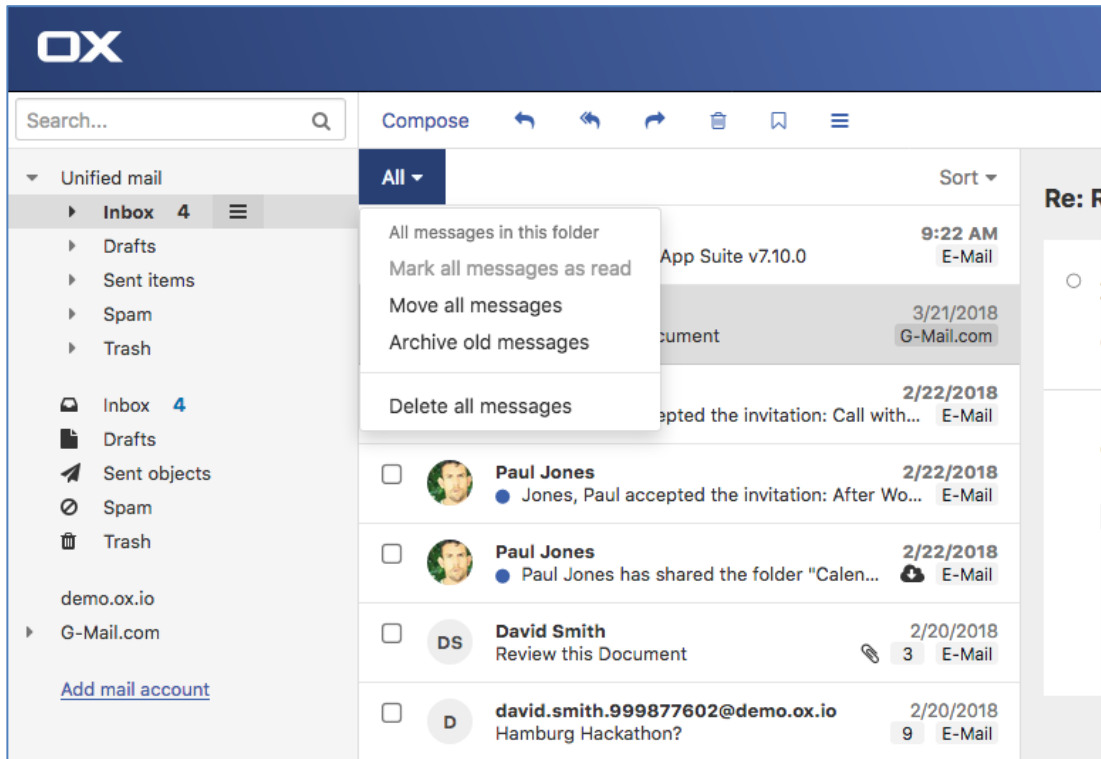 OX
Search...
Compose
Unified mail
Inbox 4
Drafts
Sent items
Spam
Trash
Inbox 4
Drafts
Sent objects
Spam
Trash
demo.ox.io
G-Mail.com
Add mail account
All
Sort
All messages in this folder
Mark all messages as read
Move all messages
Archive old messages
Delete all messages
9:22 AM
App Suite v7.10.0 E-Mail
3/21/2018
G-Mail.com
2/22/2018
the invitation: Call with... E-Mail
Paul Jones 2/22/2018
Jones, Paul accepted the invitation: After Wo... E-Mail
Paul Jones 2/22/2018
Paul Jones has shared the folder "Calen... E-Mail
DS
David Smith 2/20/2018
Review this Document 3 E-Mail
D
david.smith.999877602@demo.ox.io 2/20/2018
Hamburg Hackathon? 9 E-Mail
Re: